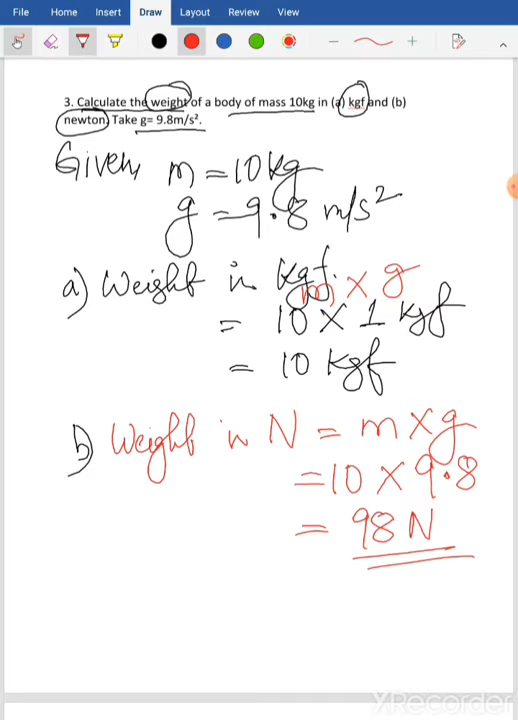 File Home Insert Draw Layout Review View
3. Calculate the weight of a body of mass 10kg in (a) kgf and (b)
newton. Take g= 9.8m/s².
Given, m = 10 kg
g = 9.8 m/s²
a) Weight in kgf.
m × g
= 10 × 1 kgf
= 10 kgf
b) Weight in N = m × g
= 10 × 9.8
= 98 N
XRecorder